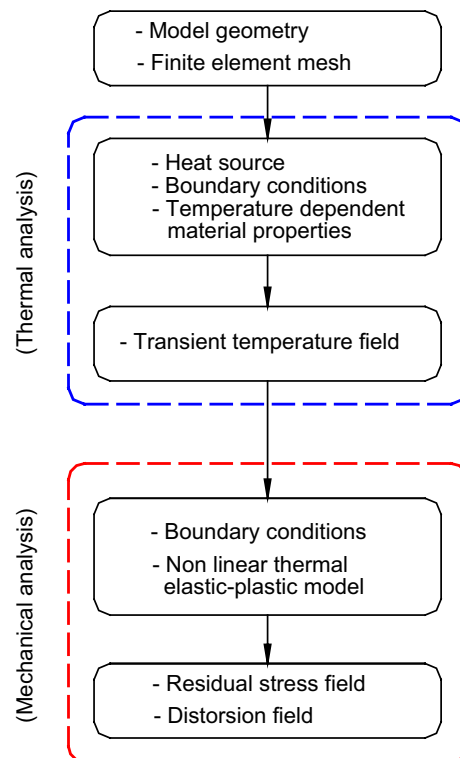 - Model geometry
- Finite element mesh
(Thermal analysis)
- Heat source
- Boundary conditions
- Temperature dependent
material properties
- Transient temperature field
(Mechanical analysis)
- Boundary conditions
- Non linear thermal
elastic-plastic model
- Residual stress field
- Distorsion field